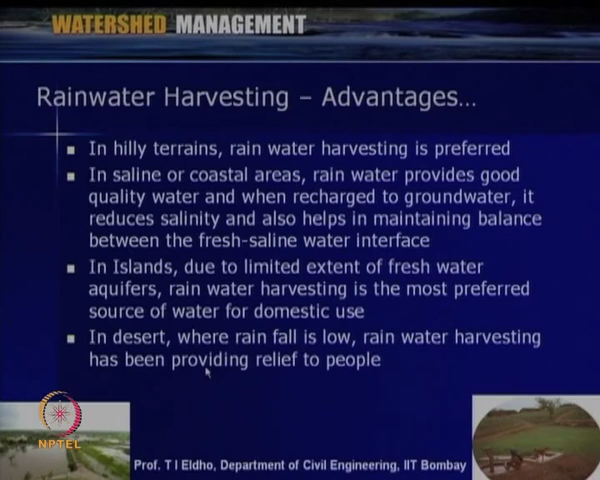 WATERSHED MANAGEMENT
Rainwater Harvesting – Advantages...
▪ In hilly terrains, rain water harvesting is preferred
▪ In saline or coastal areas, rain water provides good
quality water and when recharged to groundwater, it
reduces salinity and also helps in maintaining balance
between the fresh-saline water interface
▪ In Islands, due to limited extent of fresh water
aquifers, rain water harvesting is the most preferred
source of water for domestic use
▪ In desert, where rain fall is low, rain water harvesting
has been providing relief to people
NPTEL
Prof. T I Eldho, Department of Civil Engineering, IIT Bombay